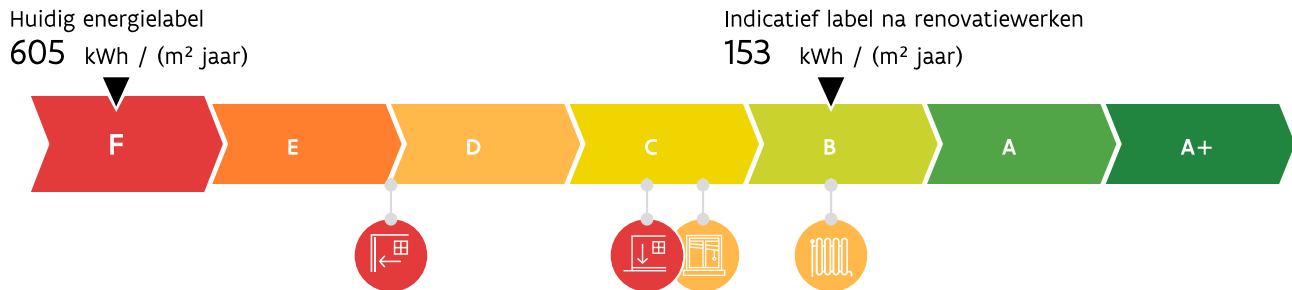 Huidig energielabel
605 kWh / (m² jaar)
Indicatief label na renovatiewerken
153 kWh / (m² jaar)
F E D C B A A+